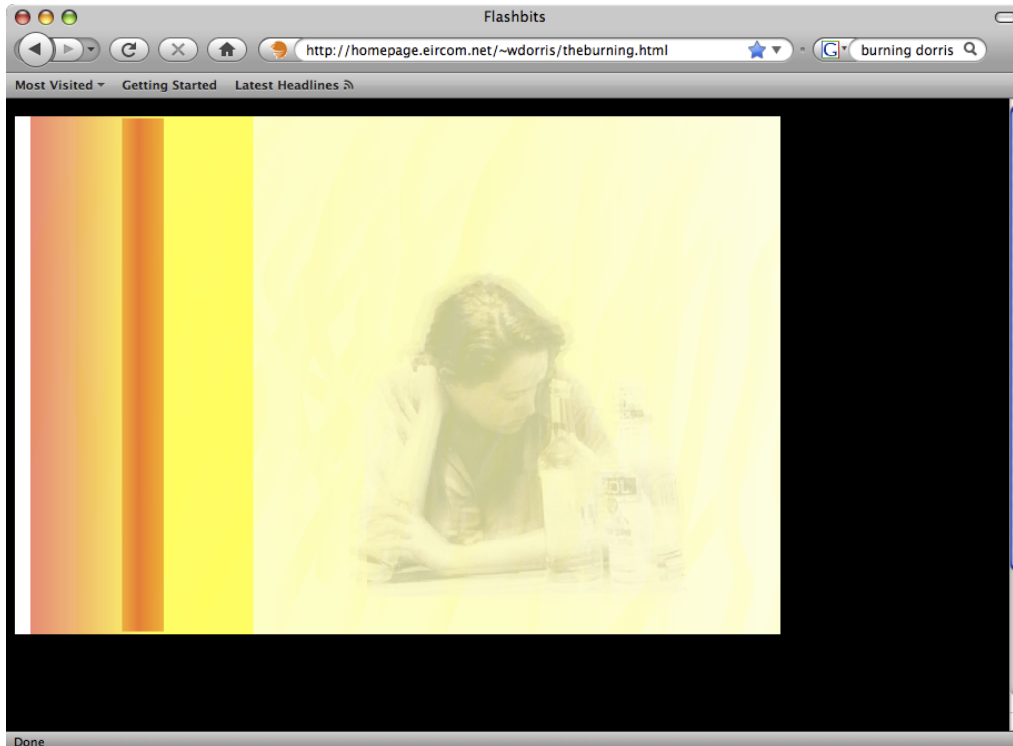 Flashbits
http://homepage.eircom.net/~wdorris/theburning.html
G
burning dorris
Most Visited
Getting Started
Latest Headlines
Done